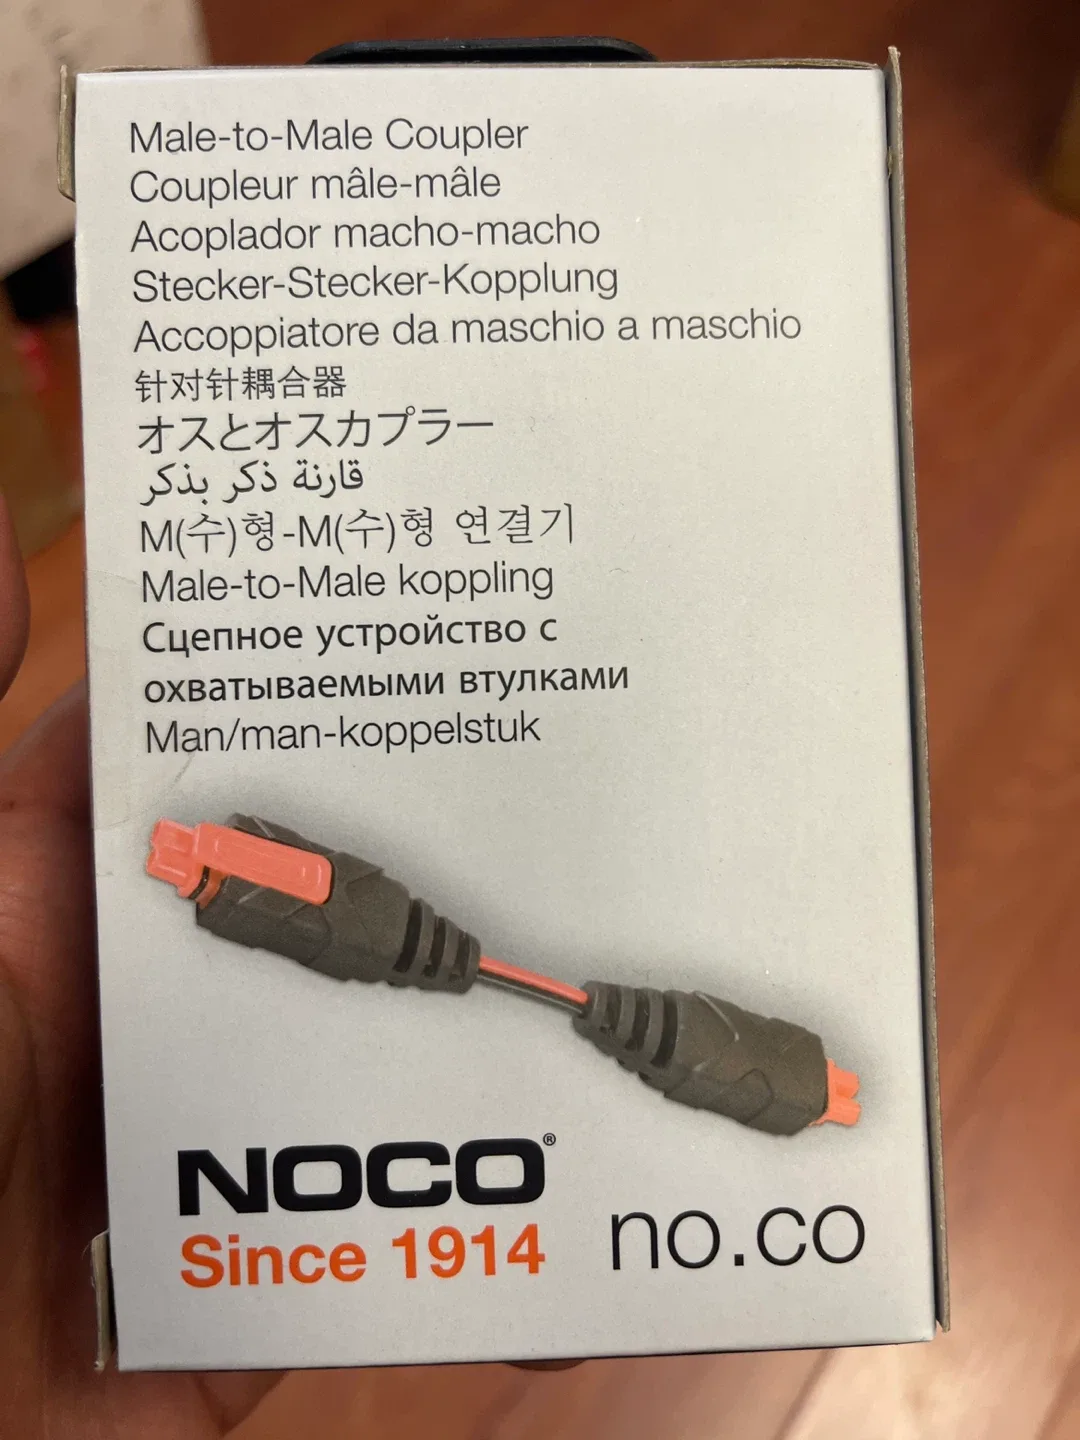 Male-to-Male Coupler
Coupleur mâle-mâle
Acoplador macho-macho
Stecker-Stecker-Kopplung
Accoppiatore da maschio a maschio
针对针耦合器
オスとオスカプラー
قارنة ذكر بذكر
M(수)형-M(수)형 연결기
Male-to-Male koppling
Сцепное устройство с
охватываемыми втулками
Man/man-koppelstuk
NOCO®
Since 1914
no.co